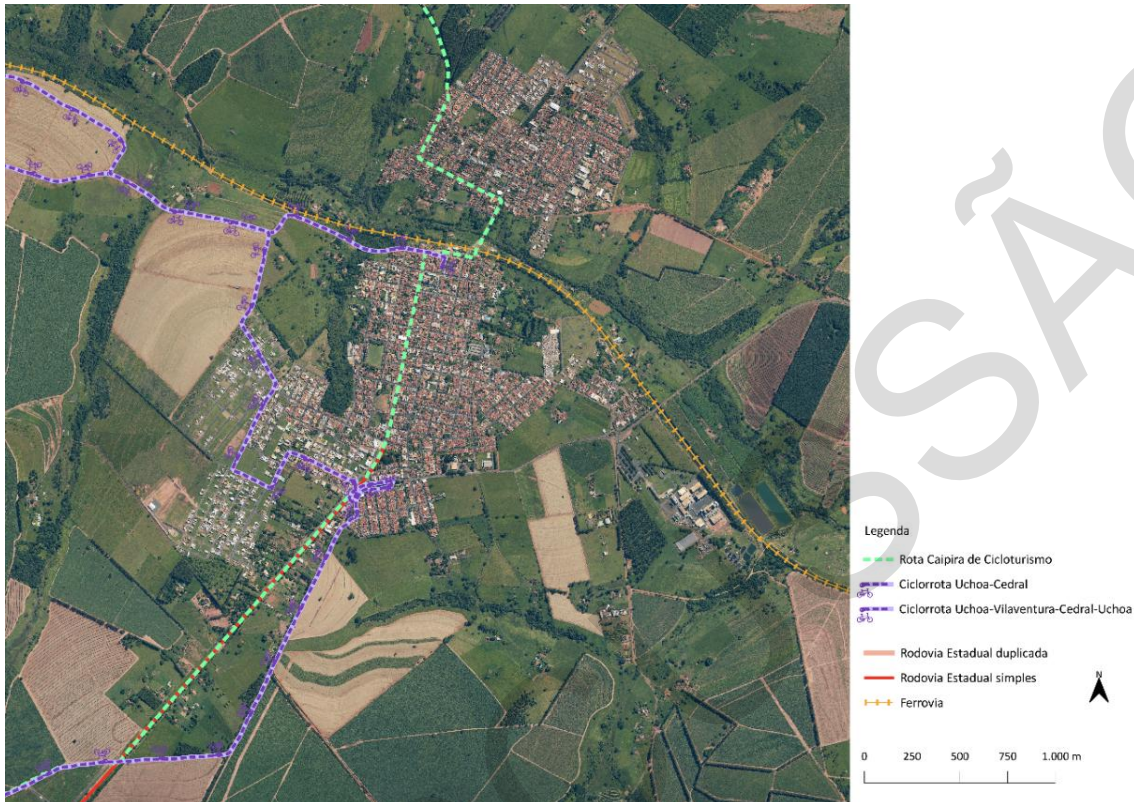 Legenda
Rota Caipira de Cicloturismo
Ciclorrota Uchoa-Cedral
Ciclorrota Uchoa-Vilaventura-Cedral-Uchoa
Rodovia Estadual duplicada
Rodovia Estadual simples
Ferrovia
N
0 250 500 750 1.000 m
SSÃO